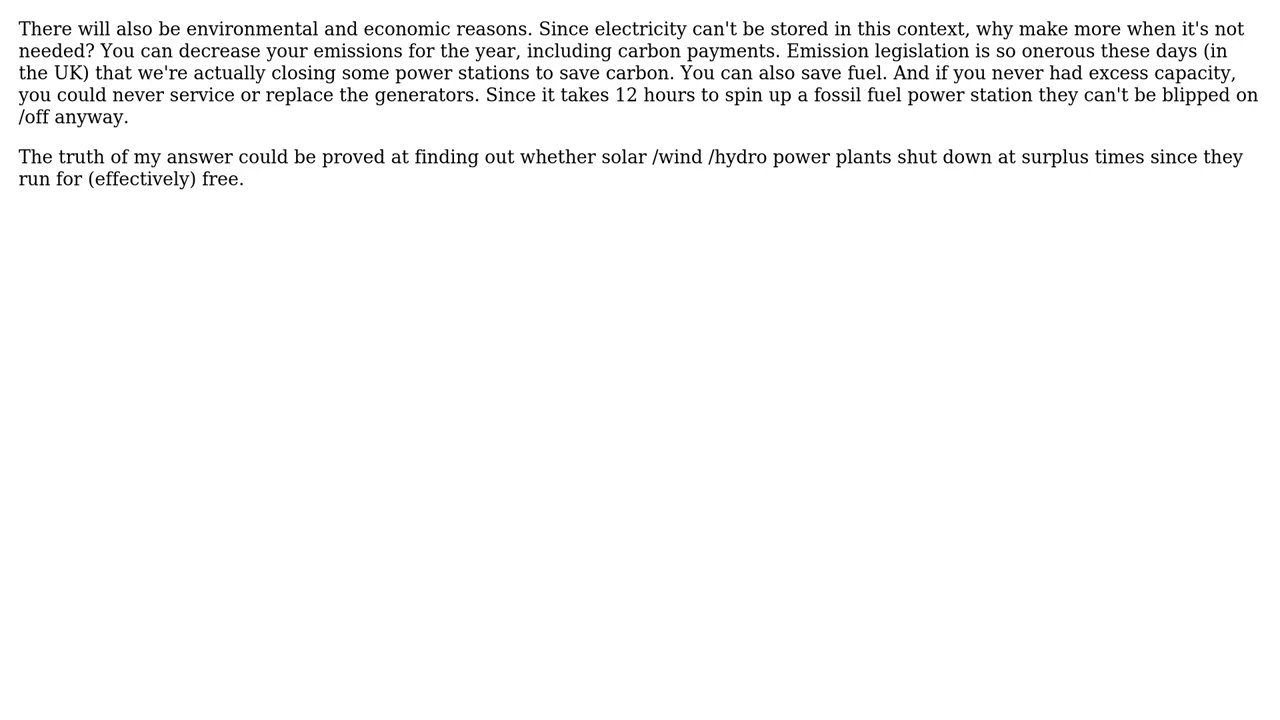 There will also be environmental and economic reasons. Since electricity can't be stored in this context, why make more when it's not
needed? You can decrease your emissions for the year, including carbon payments. Emission legislation is so onerous these days (in
the UK) that we're actually closing some power stations to save carbon. You can also save fuel. And if you never had excess capacity,
you could never service or replace the generators. Since it takes 12 hours to spin up a fossil fuel power station they can't be blipped on
/off anyway.
The truth of my answer could be proved at finding out whether solar /wind /hydro power plants shut down at surplus times since they
run for (effectively) free.